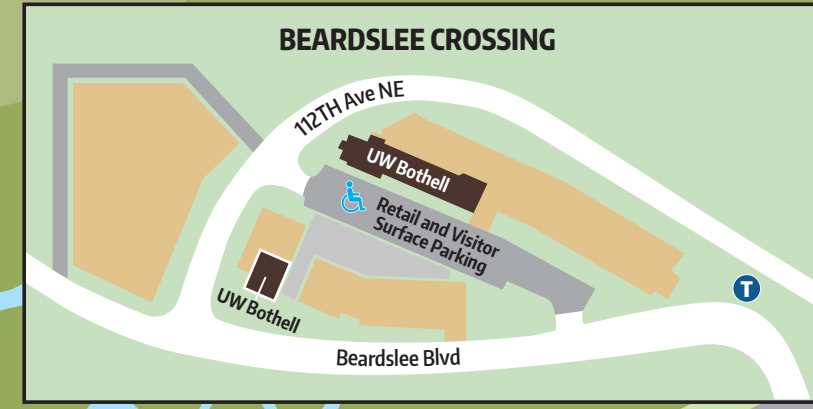 BEARDSLEE CROSSING
112TH Ave NE
UW Bothell
Retail and Visitor
Surface Parking
T
UW Bothell
Beardslee Blvd